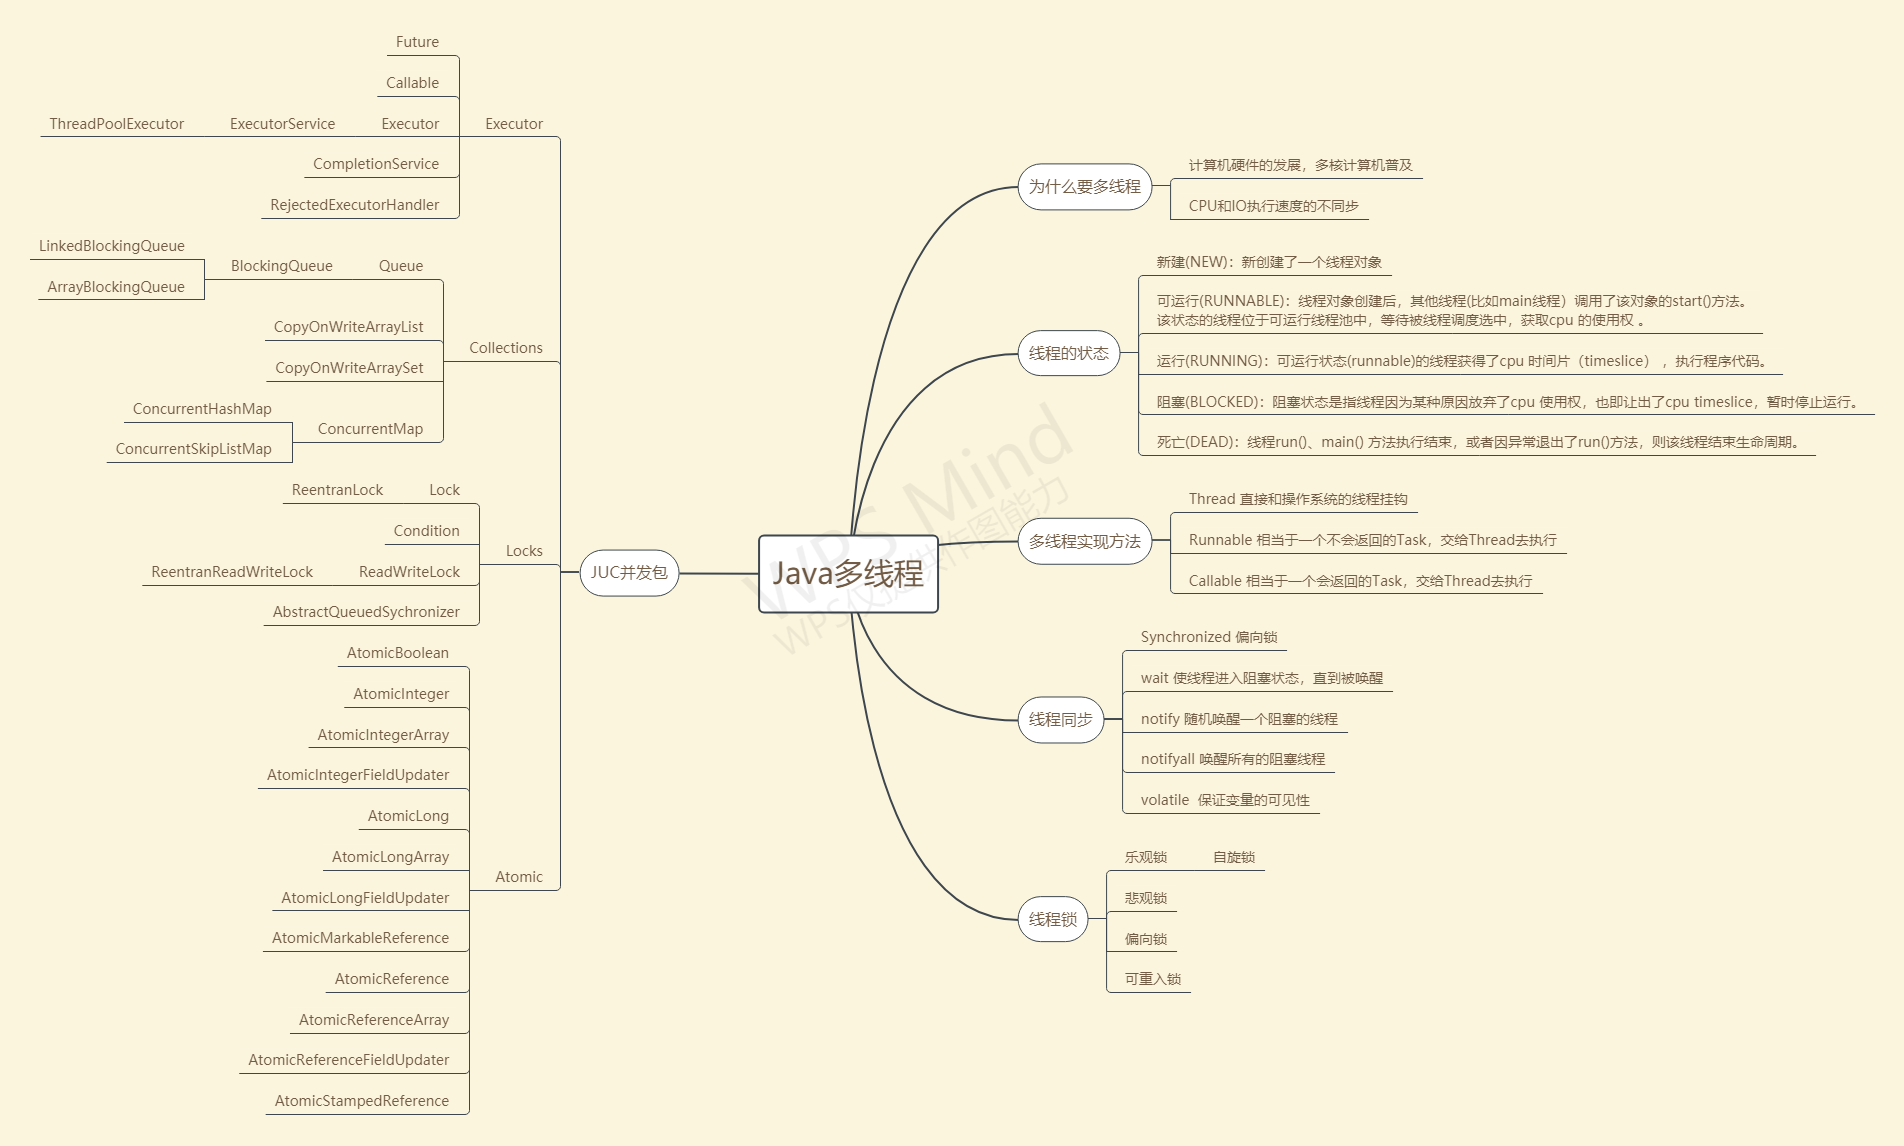 Java多线程
为什么要多线程
计算机硬件的发展，多核计算机普及
CPU和IO执行速度的不同步
线程的状态
新建(NEW)：新创建了一个线程对象
可运行(RUNNABLE)：线程对象创建后，其他线程(比如main线程）调用了该对象的start()方法。
该状态的线程位于可运行线程池中，等待被线程调度选中，获取cpu 的使用权 。
运行(RUNNING)：可运行状态(runnable)的线程获得了cpu 时间片（timeslice） ，执行程序代码。
阻塞(BLOCKED)：阻塞状态是指线程因为某种原因放弃了cpu 使用权，也即让出了cpu timeslice，暂时停止运行。
死亡(DEAD)：线程run()、main() 方法执行结束，或者因异常退出了run()方法，则该线程结束生命周期。
多线程实现方法
Thread 直接和操作系统的线程挂钩
Runnable 相当于一个不会返回的Task，交给Thread去执行
Callable 相当于一个会返回的Task，交给Thread去执行
线程同步
Synchronized 偏向锁
wait 使线程进入阻塞状态，直到被唤醒
notify 随机唤醒一个阻塞的线程
notifyall 唤醒所有的阻塞线程
volatile  保证变量的可见性
线程锁
乐观锁
自旋锁
悲观锁
偏向锁
可重入锁
JUC并发包
Executor
Future
Callable
Executor
ExecutorService
ThreadPoolExecutor
CompletionService
RejectedExecutorHandler
Collections
Queue
BlockingQueue
LinkedBlockingQueue
ArrayBlockingQueue
CopyOnWriteArrayList
CopyOnWriteArraySet
ConcurrentMap
ConcurrentHashMap
ConcurrentSkipListMap
Locks
Lock
ReentranLock
Condition
ReadWriteLock
ReentranReadWriteLock
AbstractQueuedSychronizer
Atomic
AtomicBoolean
AtomicInteger
AtomicIntegerArray
AtomicIntegerFieldUpdater
AtomicLong
AtomicLongArray
AtomicLongFieldUpdater
AtomicMarkableReference
AtomicReference
AtomicReferenceArray
AtomicReferenceFieldUpdater
AtomicStampedReference
WPS Mind
WPS仅提供作图能力